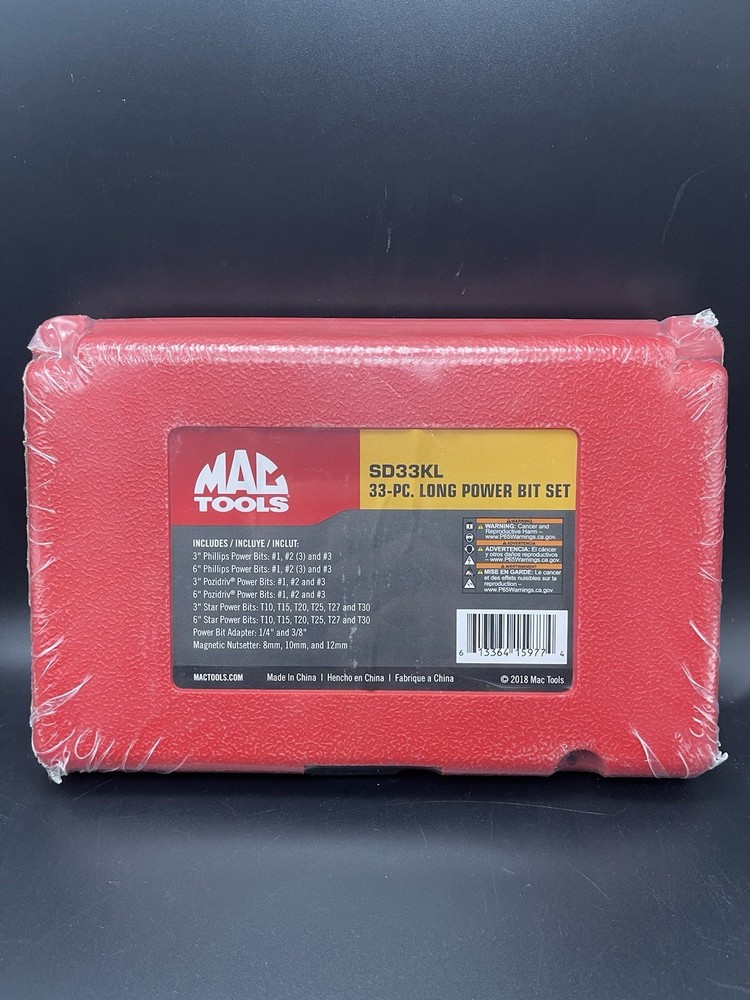 MAC
TOOLS
SD33KL
33-PC. LONG POWER BIT SET
INCLUDES / INCLUYE / INCLUT:
3" Phillips Power Bits: #1, #2 (3) and #3
6" Phillips Power Bits: #1, #2 (3) and #3
3" Pozidriv® Power Bits: #1, #2 and #3
6" Pozidriv® Power Bits: #1, #2 and #3
3" Star Power Bits: T10, T15, T20, T25, T27 and T30
6" Star Power Bits: T10, T15, T20, T25, T27 and T30
Power Bit Adapter: 1/4" and 3/8"
Magnetic Nutsetter: 8mm, 10mm, and 12mm
WARNING
WARNING: Cancer and
Reproductive Harm –
www.P65Warnings.ca.gov.
ADVERTENCIA
ADVERTENCIA: El cáncer
y otros daños reproductivos
– www.P65Warnings.ca.gov.
AVERTISSEMENT
MISE EN GARDE: Le cancer
et des effets nuisibles sur la
reproduction –
www.P65Warnings.ca.gov.
6 13364 15977 4
MACTOOLS.COM
Made In China | Hencho en China | Fabrique a China
© 2018 Mac Tools